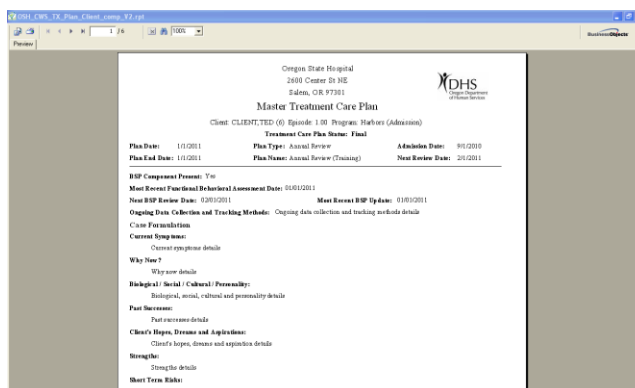 OSH_CWS_TX_Plan_Client_comp_V2.rpt
1 /6 100%
BusinessObjects
Preview
Oregon State Hospital
2600 Center St NE
Salem, OR 97301
DHS
Oregon Department
of Human Services
Master Treatment Care Plan
Client: CLIENT,TED (6) Episode: 1.00 Program: Harbors (Admission)
Treatment Care Plan Status: Final
Plan Date: 1/1/2011 Plan Type: Annual Review Admission Date: 9/1/2010
Plan End Date: 1/1/2011 Plan Name: Annual Review (Training) Next Review Date: 2/1/2011
BSP Component Present: Yes
Most Recent Functional Behavioral Assessment Date: 01/01/2011
Next BSP Review Date: 02/01/2011 Most Recent BSP Update: 01/01/2011
Ongoing Data Collection and Tracking Methods: Ongoing data collection and tracking methods details
Case Formulation
Current Symptoms:
Current symptoms details
Why Now?
Why now details
Biological / Social / Cultural / Personality:
Biological, social, cultural and personality details
Past Successes:
Past successes details
Client's Hopes, Dreams and Aspirations:
Client's hopes, dreams and aspiration details
Strengths:
Strengths details
Short Term Risks: